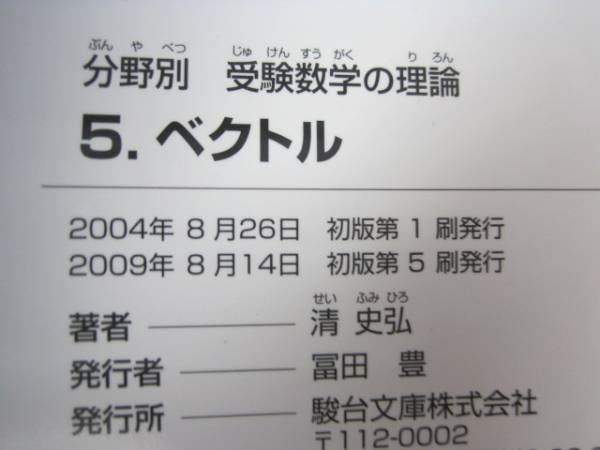 ぶん や べつ じゅ けん すう がく り ろん
分野別 受験数学の理論
5. ベクトル
2004年 8月26日 初版第 1 刷発行
2009年 8月14日 初版第 5 刷発行
せい ふみ ひろ
著者 清 史弘
発行者 冨田 豊
発行所 駿台文庫株式会社
〒112-0002